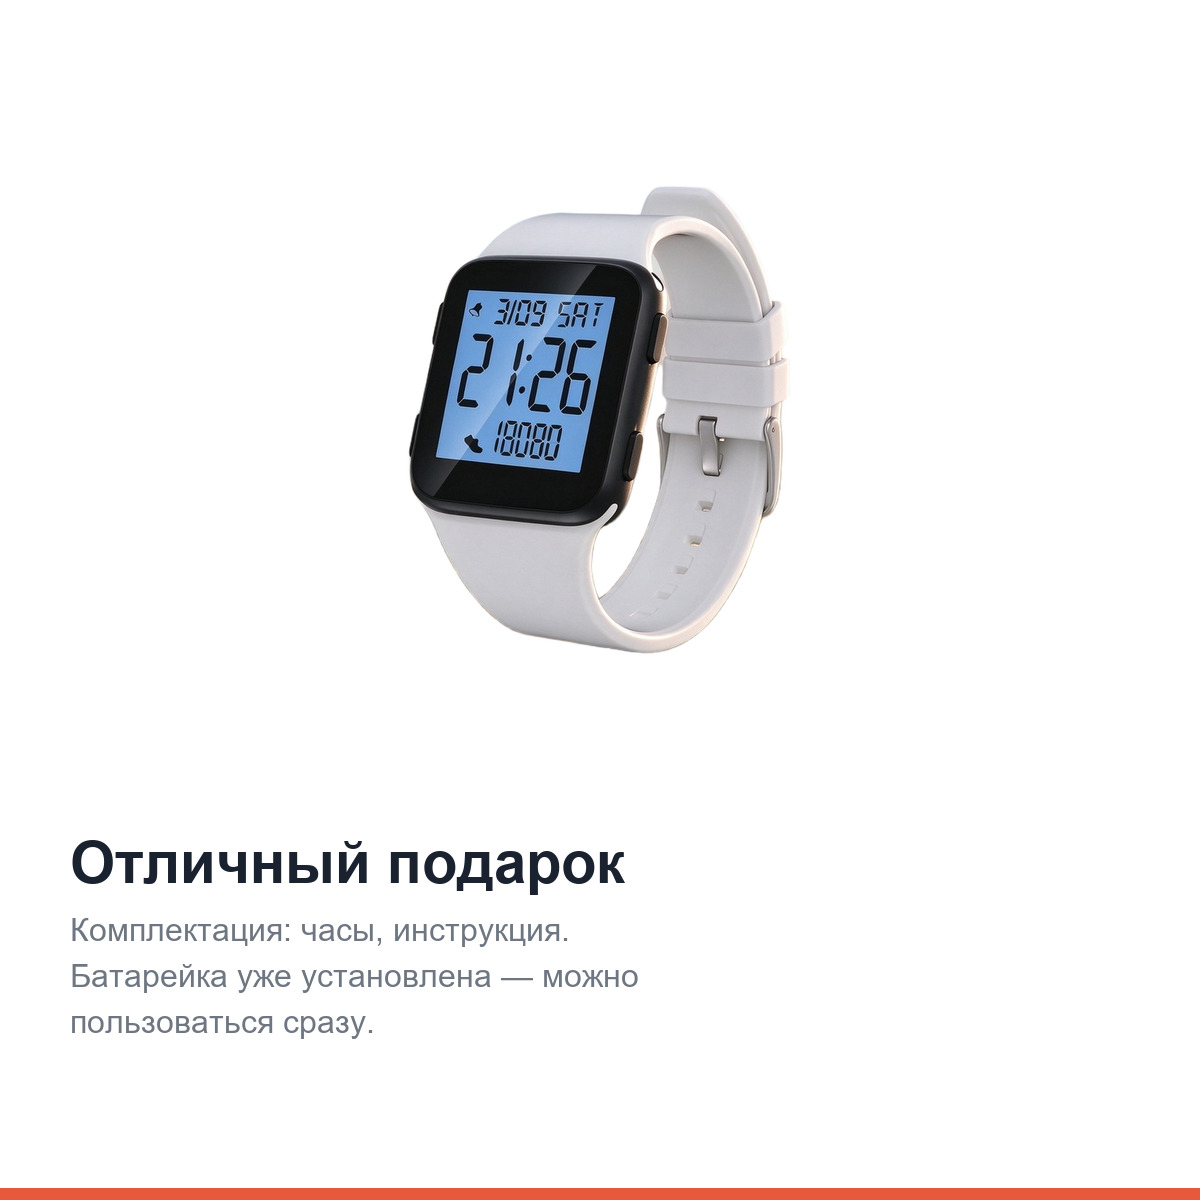 3/09 SAT
21:26
18080
Отличный подарок
Комплектация: часы, инструкция.
Батарейка уже установлена — можно
пользоваться сразу.